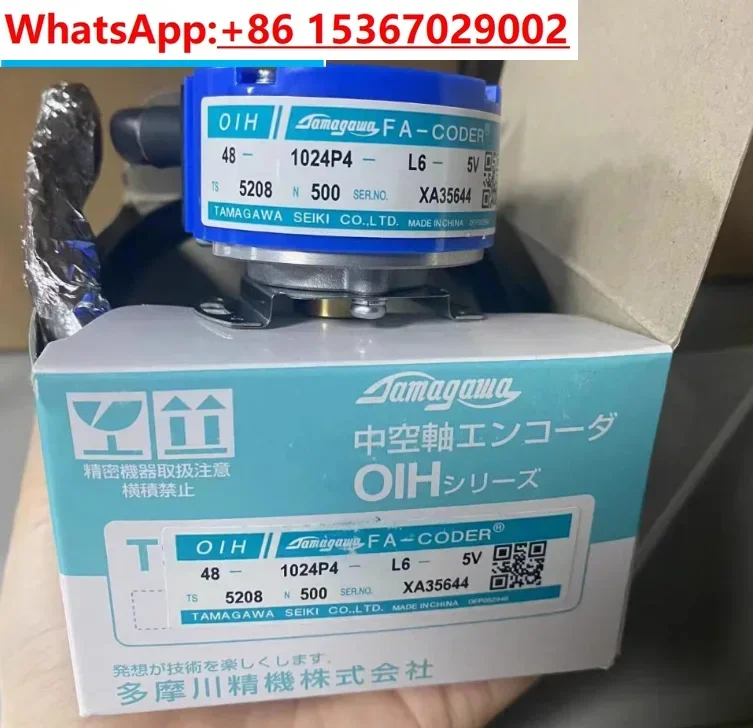 WhatsApp:+86 15367029002
OIH Tamagawa FA-CODER®
48 - 1024P4 - L6 - 5V
TS 5208 N 500 SER.NO. XA35644
TAMAGAWA SEIKI CO.,LTD. MADE IN CHINA
Tamagawa
中空軸エンコーダ
OIHシリーズ
精密機器取扱注意
横積禁止
T
OIH Tamagawa FA-CODER®
48 - 1024P4 - L6 - 5V
TS 5208 N 500 SER.NO. XA35644
TAMAGAWA SEIKI CO.,LTD. MADE IN CHINA
発想が技術を楽しくします。
多摩川精機株式会社